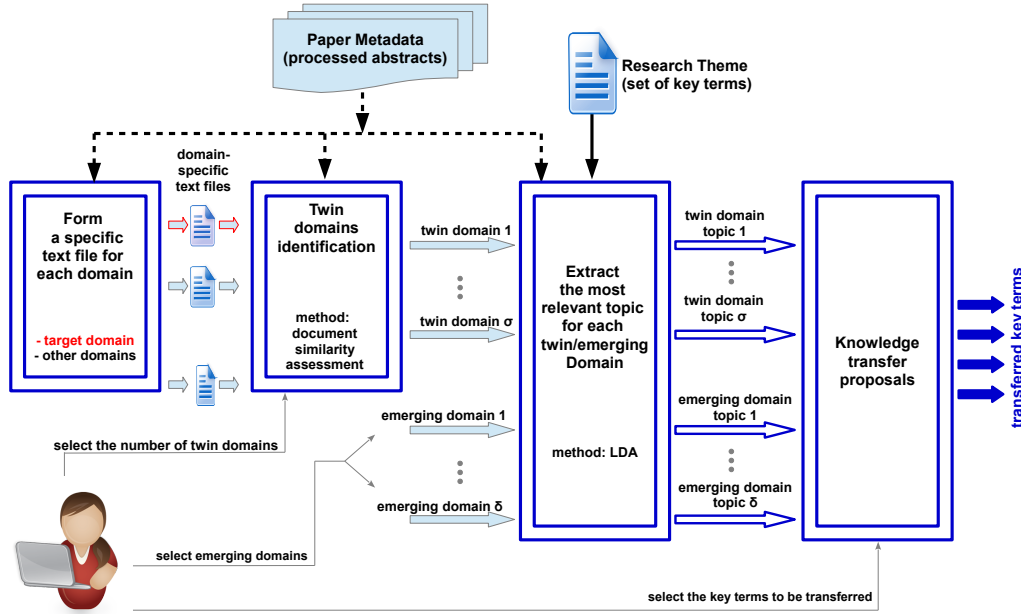 Paper Metadata
(processed abstracts)
Research Theme
(set of key terms)
domain-
specific
text files
Form
a specific
text file for
each domain
- target domain
- other domains
Twin
domains
identification
method:
document
similarity
assessment
twin domain 1
twin domain σ
emerging domain 1
emerging domain δ
Extract
the most
relevant topic
for each
twin/emerging
Domain
method: LDA
twin domain
topic 1
twin domain
topic σ
emerging domain
topic 1
emerging domain
topic δ
Knowledge
transfer
proposals
transferred key terms
select the number of twin domains
select emerging domains
select the key terms to be transferred